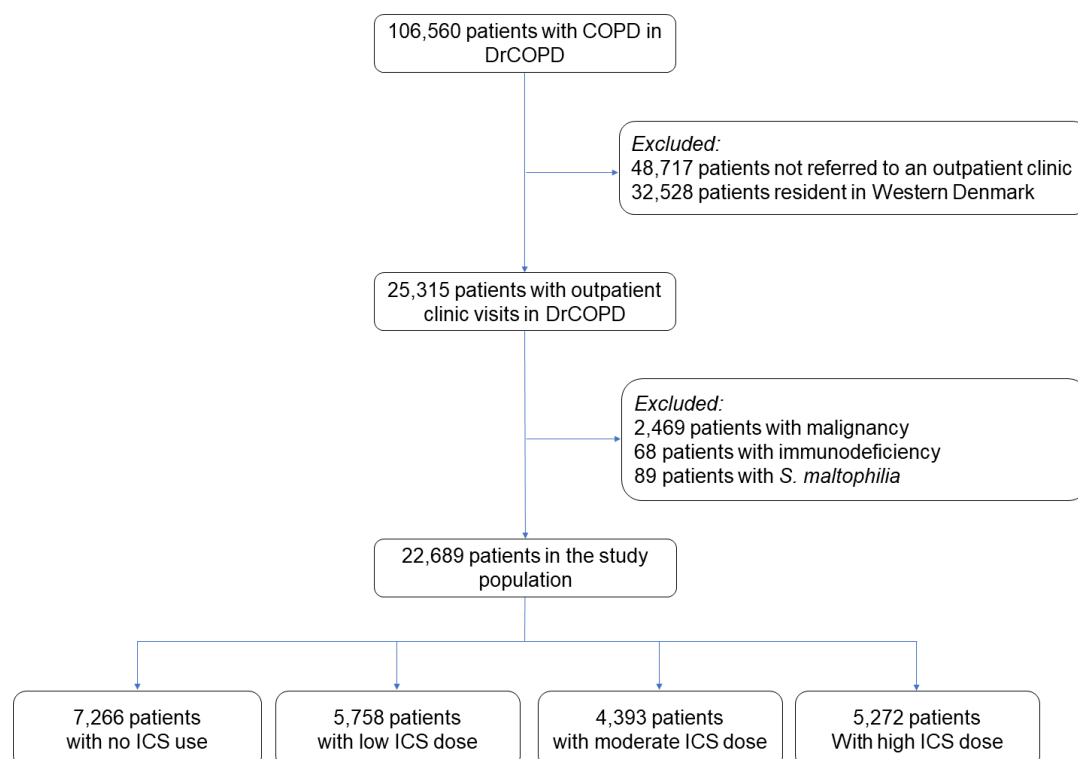 106,560 patients with COPD in
DrCOPD
Excluded:
48,717 patients not referred to an outpatient clinic
32,528 patients resident in Western Denmark
25,315 patients with outpatient
clinic visits in DrCOPD
Excluded:
2,469 patients with malignancy
68 patients with immunodeficiency
89 patients with S. maltophilia
22,689 patients in the study
population
7,266 patients
with no ICS use
5,758 patients
with low ICS dose
4,393 patients
with moderate ICS dose
5,272 patients
With high ICS dose